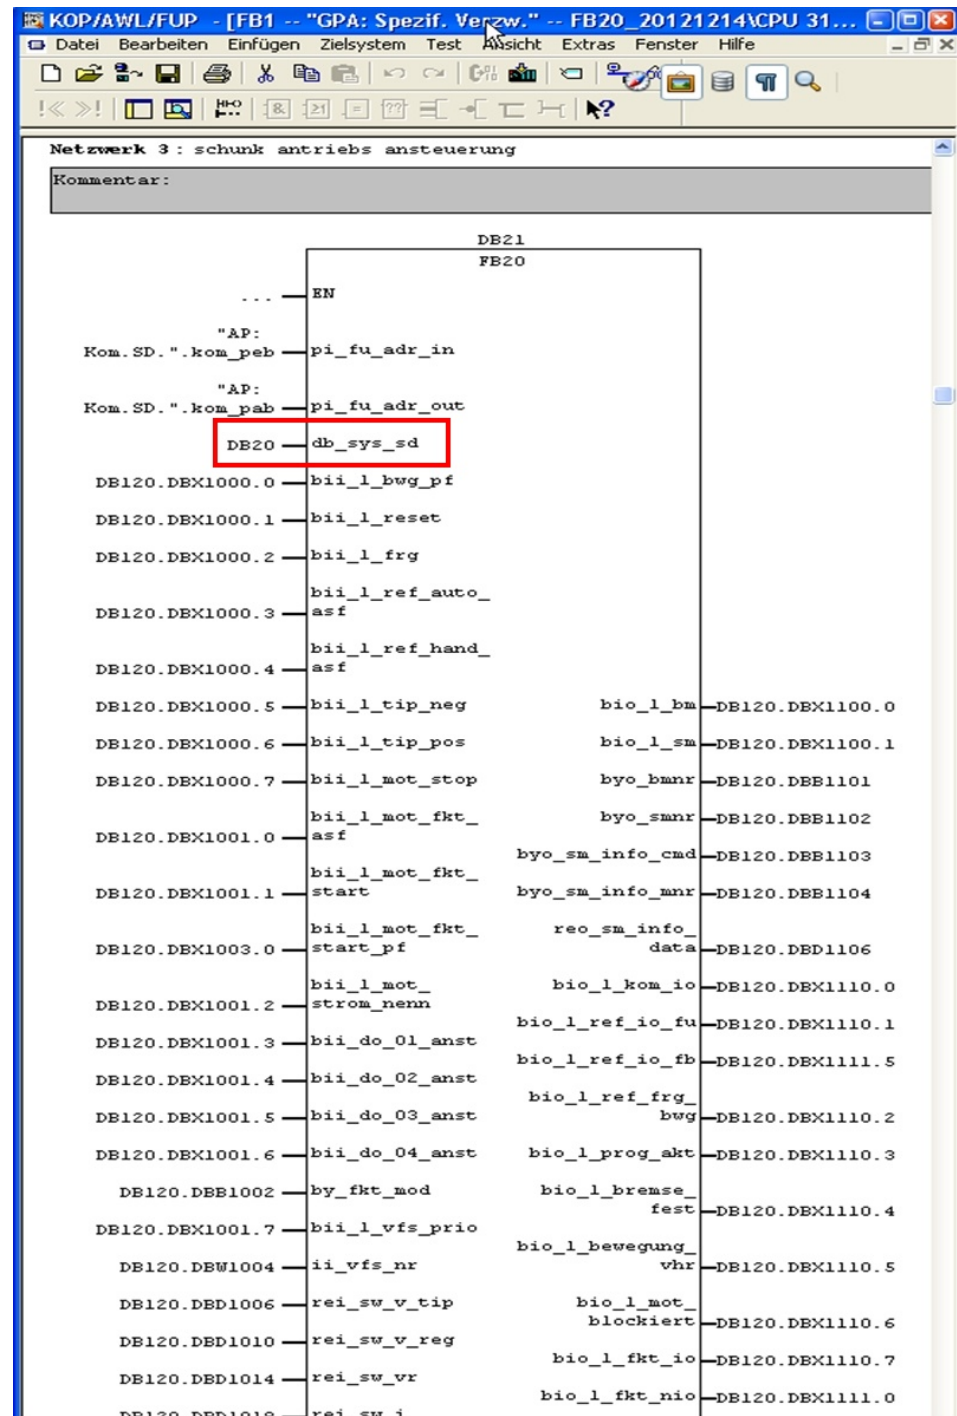 KOP/AWL/FUP - [FB1 -- "GPA: Spezif. Verzw." -- FB20_20121214\CPU 31...
Datei Bearbeiten Einfügen Zielsystem Test Ansicht Extras Fenster Hilfe
Netzwerk 3: schunk antriebs ansteuerung
Kommentar:
DB21
FB20
... EN
"AP:
Kom.SD.".kom_peb pi_fu_adr_in
"AP:
Kom.SD.".kom_pab pi_fu_adr_out
DB20 db_sys_sd
DB120.DBX1000.0 bii_l_bwg_pf
DB120.DBX1000.1 bii_l_reset
DB120.DBX1000.2 bii_l_frg
bii_l_ref_auto_
DB120.DBX1000.3 asf
bii_l_ref_hand_
DB120.DBX1000.4 asf
DB120.DBX1000.5 bii_l_tip_neg bio_l_bm DB120.DBX1100.0
DB120.DBX1000.6 bii_l_tip_pos bio_l_sm DB120.DBX1100.1
DB120.DBX1000.7 bii_l_mot_stop byo_bmnr DB120.DBB1101
bii_l_mot_fkt_ byo_smnr DB120.DBB1102
DB120.DBX1001.0 asf
byo_sm_info_cmd DB120.DBB1103
bii_l_mot_fkt_
DB120.DBX1001.1 start byo_sm_info_mnr DB120.DBB1104
bii_l_mot_fkt_ reo_sm_info_
DB120.DBX1003.0 start_pf data DB120.DBD1106
bii_l_mot_ bio_l_kom_io DB120.DBX1110.0
DB120.DBX1001.2 strom_nenn
bio_l_ref_io_fu DB120.DBX1110.1
DB120.DBX1001.3 bii_do_01_anst
bio_l_ref_io_fb DB120.DBX1111.5
DB120.DBX1001.4 bii_do_02_anst
bio_l_ref_frg_
DB120.DBX1001.5 bii_do_03_anst bwg DB120.DBX1110.2
DB120.DBX1001.6 bii_do_04_anst bio_l_prog_akt DB120.DBX1110.3
DB120.DBB1002 by_fkt_mod bio_l_bremse_
fest DB120.DBX1110.4
DB120.DBX1001.7 bii_l_vfs_prio
bio_l_bewegung_
DB120.DBW1004 ii_vfs_nr vhr DB120.DBX1110.5
DB120.DBD1006 rei_sw_v_tip bio_l_mot_
blockiert DB120.DBX1110.6
DB120.DBD1010 rei_sw_v_reg
bio_l_fkt_io DB120.DBX1110.7
DB120.DBD1014 rei_sw_vr
bio_l_fkt_nio DB120.DBX1111.0
DB120.DBD1018 rei_sw_i